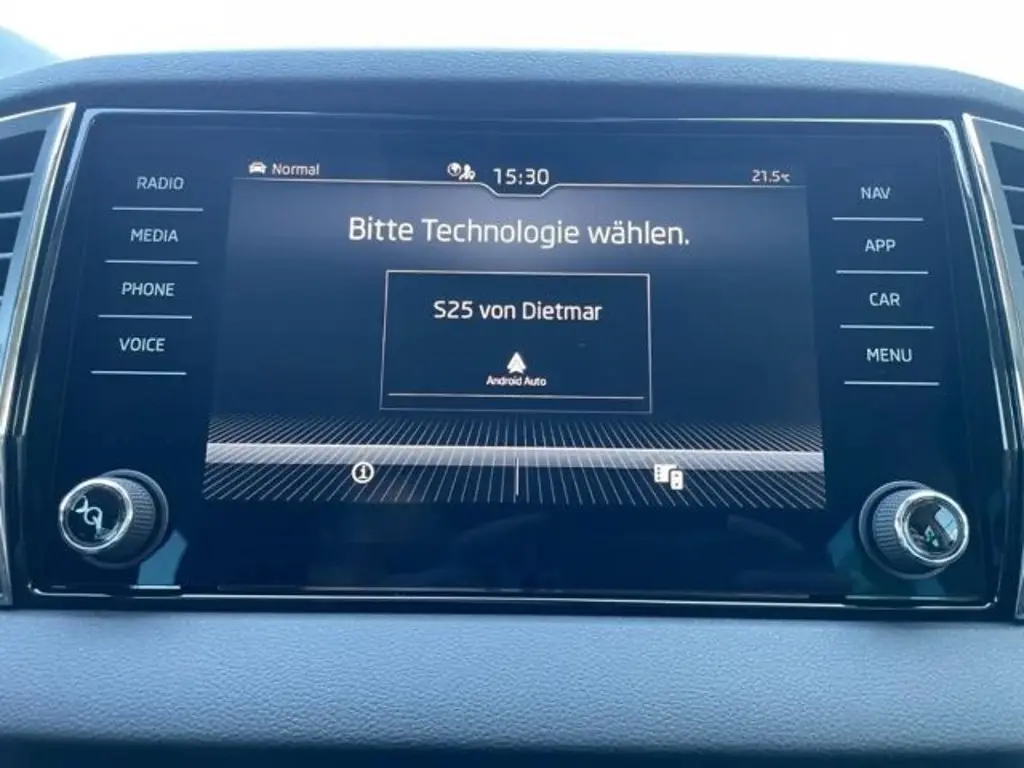 Normal
15:30
21.5°C
RADIO
MEDIA
PHONE
VOICE
Bitte Technologie wählen.
S25 von Dietmar
Android Auto
NAV
APP
CAR
MENU